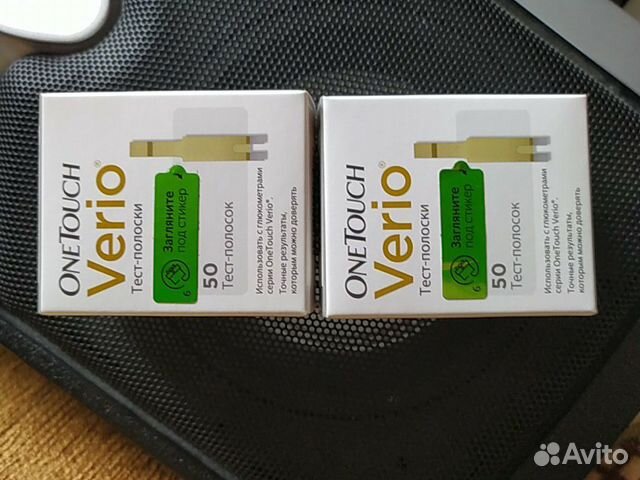 ONETOUCH
Verio®
Тест-полоски
Загляните
под стикер
6
50
Тест-полосок
Использовать с глюкометрами
серии OneTouch Verio®.
Точные результаты,
которым можно доверять
ONETOUCH
Verio®
Тест-полоски
Загляните
под стикер
6
50
Тест-полосок
Использовать с глюкометрами
серии OneTouch Verio®.
Точные результаты,
которым можно доверять
Avito